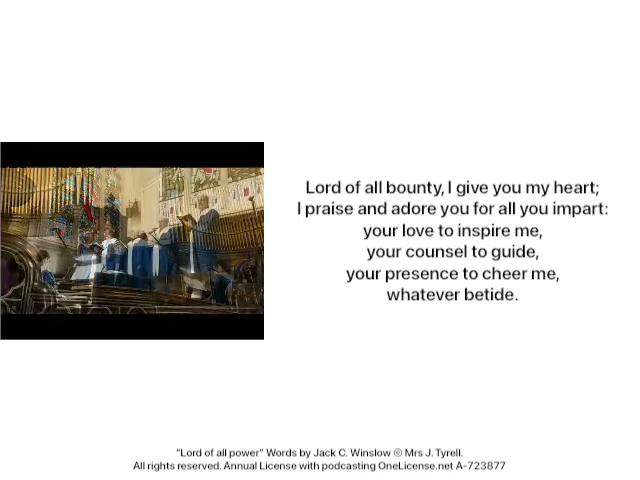 Lord of all bounty, I give you my heart;
I praise and adore you for all you impart:
your love to inspire me,
your counsel to guide,
your presence to cheer me,
whatever betide.
“Lord of all power” Words by Jack C. Winslow ℗ Mrs J. Tyrell.
All rights reserved. Annual License with podcasting OneLicense.net A-723877